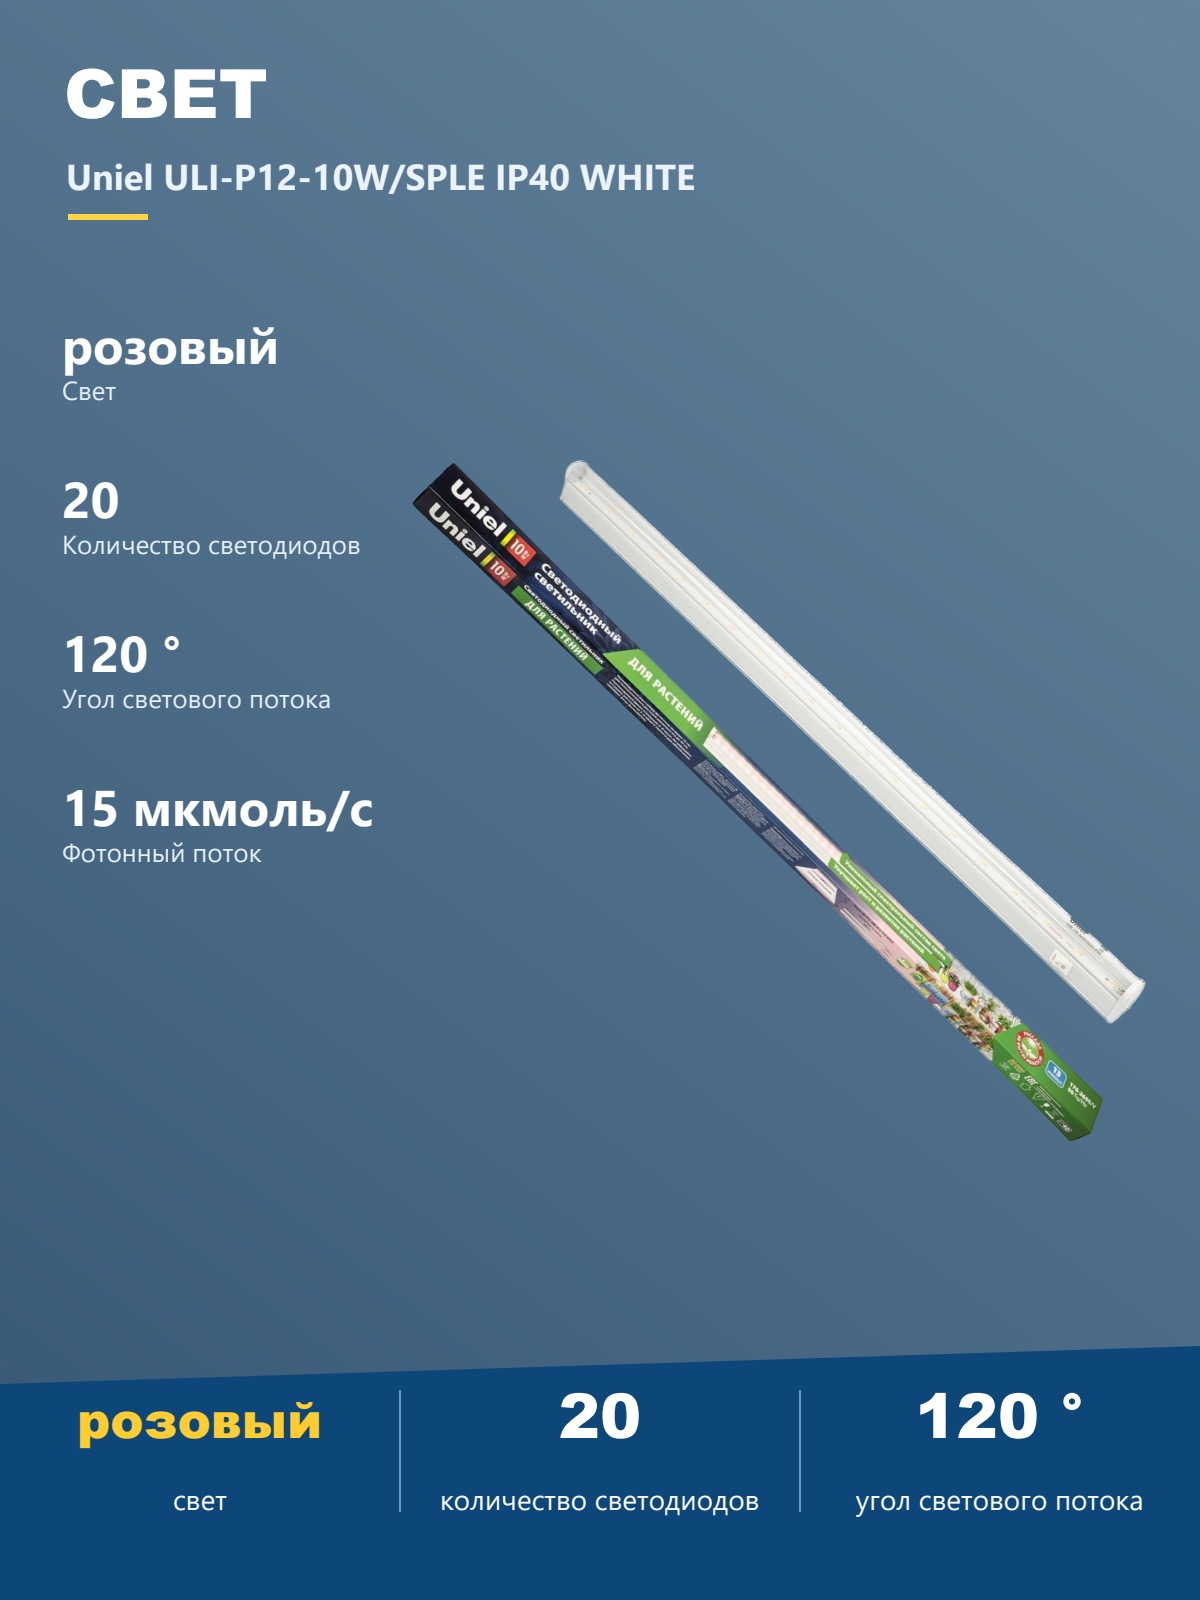 СВЕТ
Uniel ULI-P12-10W/SPLE IP40 WHITE
розовый
Свет
20
Количество светодиодов
120 °
Угол светового потока
15 мкмоль/с
Фотонный поток
Uniel
10
Светодиодный
светильник
ДЛЯ РАСТЕНИЙ
Uniel
10
Светодиодный светильник
ДЛЯ РАСТЕНИЙ
розовый
свет
20
количество светодиодов
120 °
угол светового потока